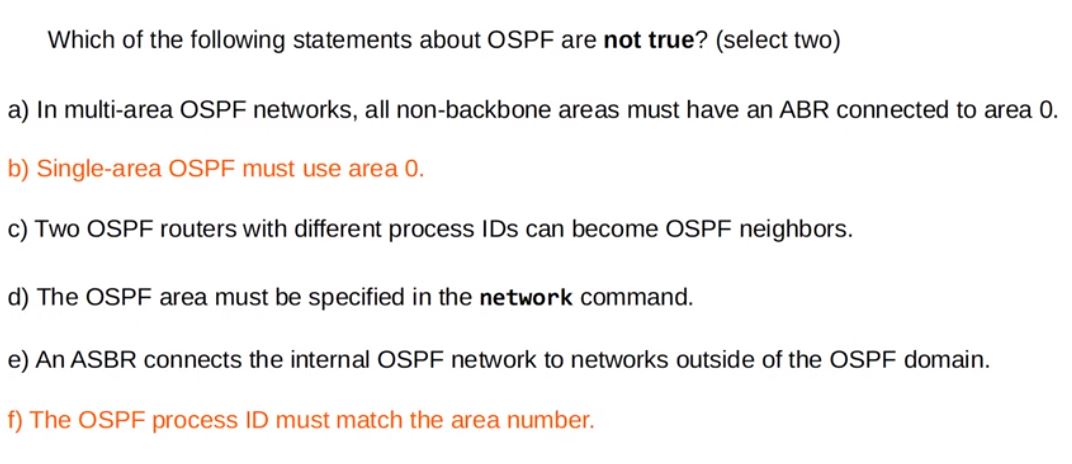 Which of the following statements about OSPF are not true? (select two)
a) In multi-area OSPF networks, all non-backbone areas must have an ABR connected to area 0.
b) Single-area OSPF must use area 0.
c) Two OSPF routers with different process IDs can become OSPF neighbors.
d) The OSPF area must be specified in the network command.
e) An ASBR connects the internal OSPF network to networks outside of the OSPF domain.
f) The OSPF process ID must match the area number.